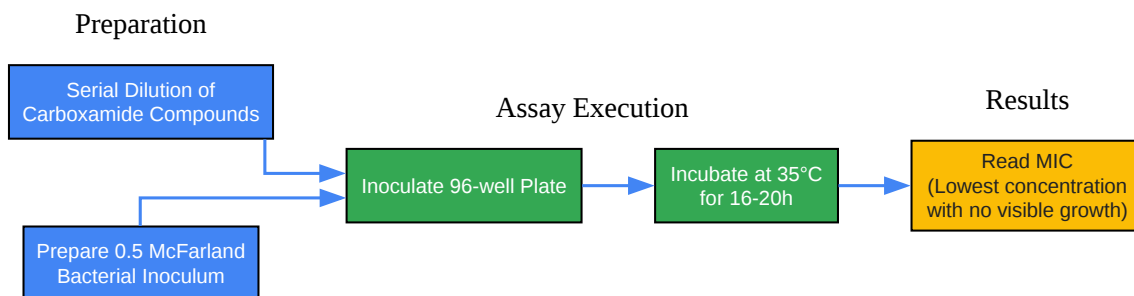 Preparation
Serial Dilution of
Carboxamide Compounds
Prepare 0.5 McFarland
Bacterial Inoculum
Assay Execution
Inoculate 96-well Plate
Incubate at 35°C
for 16-20h
Results
Read MIC
(Lowest concentration
with no visible growth)